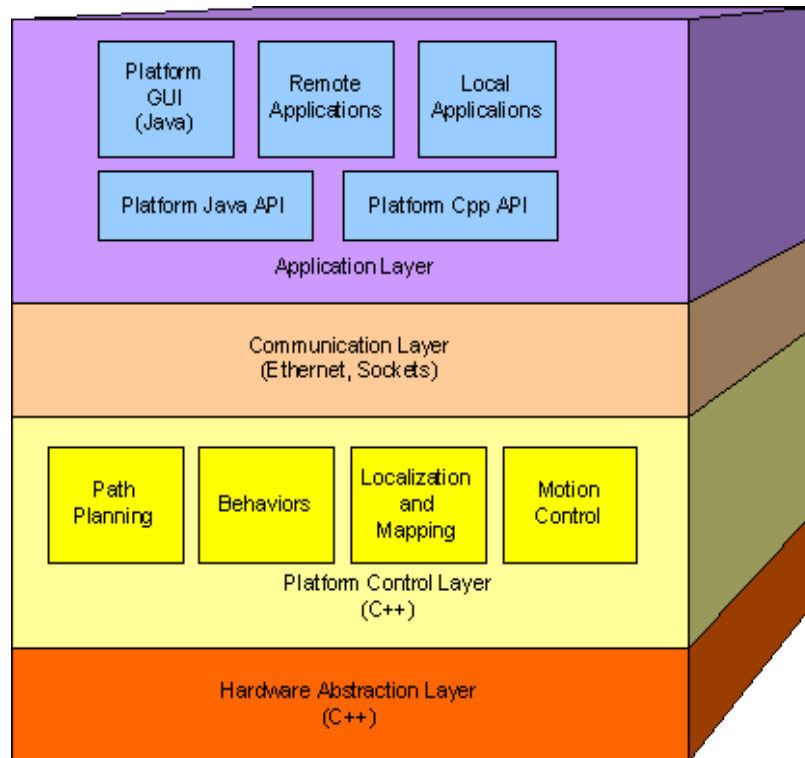 Platform
GUI
(Java)
Remote
Applications
Local
Applicalions
Platform Java API
Platform Cpp API
Application Layer
Communication Layer
(Ethernet, Sockets)
Path
Planning
Behaviors
Localization
and
Mapping
Motion
Control
Platform Control Layer
(C++)
Hardware Abstraction Layer
(C++)